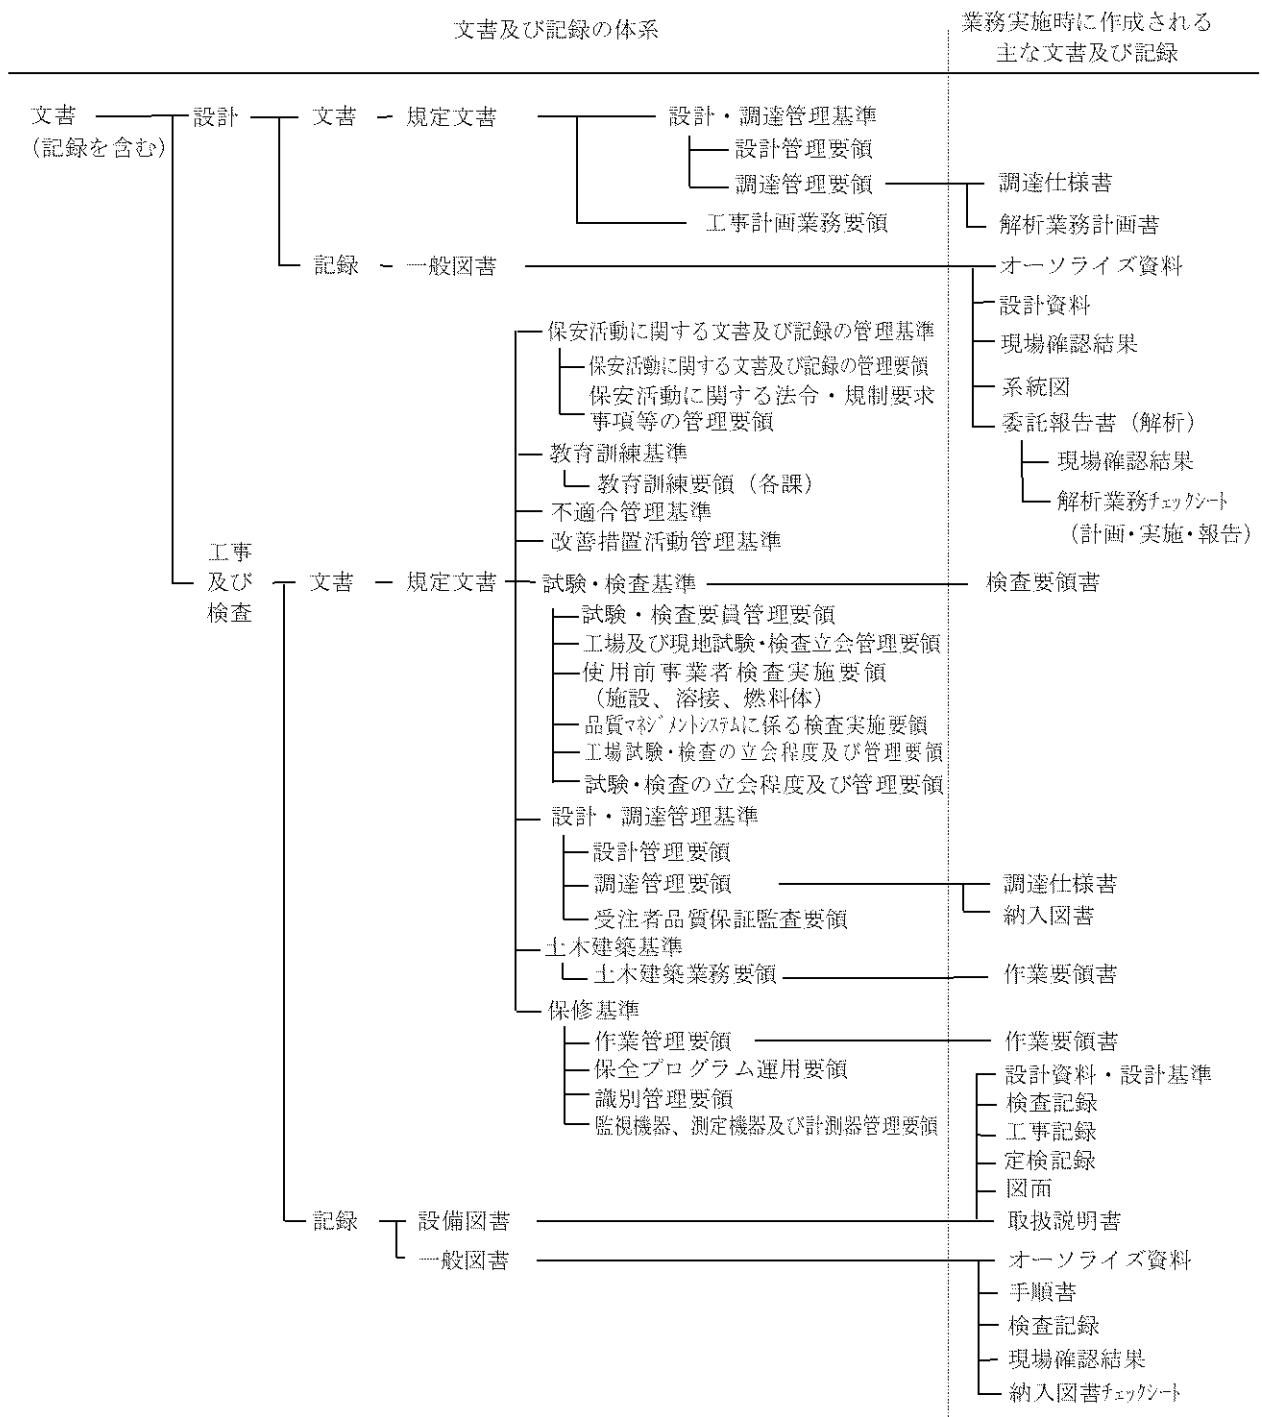 文書及び記録の体系
業務実施時に作成される
主な文書及び記録
文書
(記録を含む)
設計
文書
規定文書
設計・調達管理基準
設計管理要領
調達管理要領
調達仕様書
解析業務計画書
工事計画業務要領
記録
一般図書
オーソライズ資料
設計資料
現場確認結果
系統図
委託報告書（解析）
現場確認結果
解析業務ﾁｪｯｸｼｰﾄ
（計画・実施・報告）
保安活動に関する文書及び記録の管理基準
保安活動に関する文書及び記録の管理要領
保安活動に関する法令・規制要求
事項等の管理要領
教育訓練基準
教育訓練要領（各課）
不適合管理基準
改善措置活動管理基準
工事
及び
検査
文書
規定文書
試験・検査基準
検査要領書
試験・検査要員管理要領
工場及び現地試験・検査立会管理要領
使用前事業者検査実施要領
（施設、溶接、燃料体）
品質ﾏﾈｼﾞﾒﾝﾄｼｽﾃﾑに係る検査実施要領
工場試験・検査の立会程度及び管理要領
試験・検査の立会程度及び管理要領
設計・調達管理基準
設計管理要領
調達管理要領
調達仕様書
納入図書
受注者品質保証監査要領
土木建築基準
土木建築業務要領
作業要領書
保修基準
作業管理要領
作業要領書
保全プログラム運用要領
識別管理要領
監視機器、測定機器及び計測器管理要領
設計資料・設計基準
検査記録
工事記録
定検記録
図面
記録
設備図書
取扱説明書
一般図書
オーソライズ資料
手順書
検査記録
現場確認結果
納入図書ﾁｪｯｸｼｰﾄ